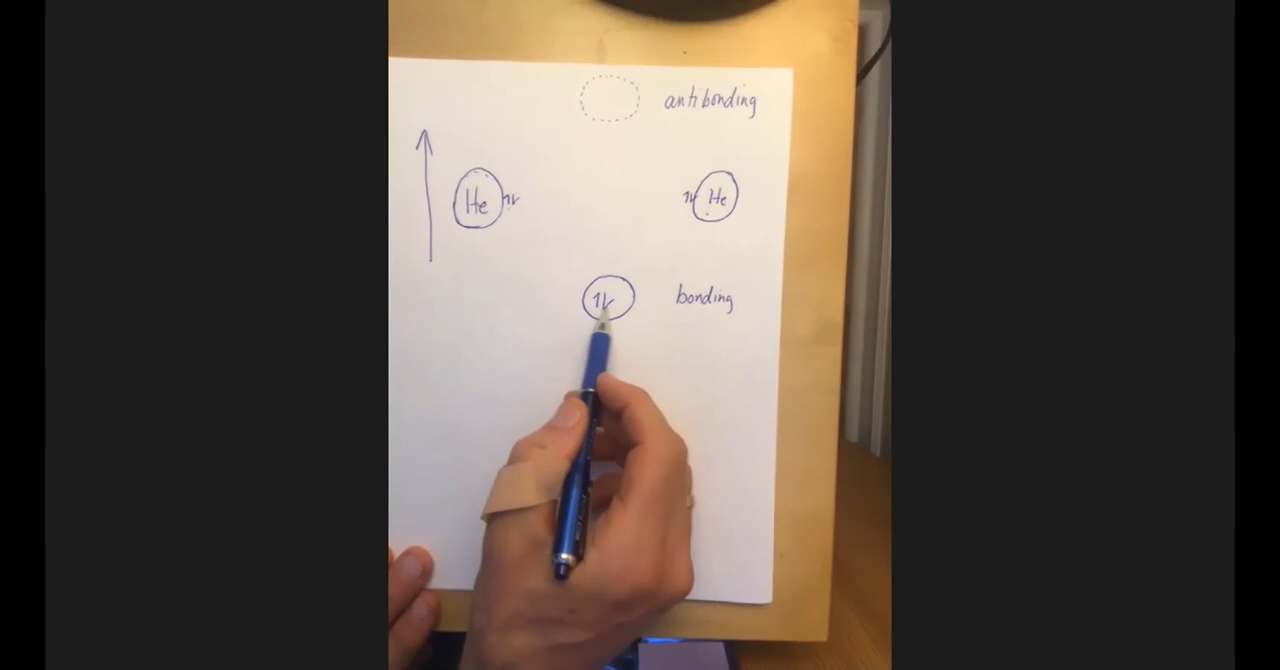 antibonding
He ↑↓
↑↓ He
↑↓
bonding